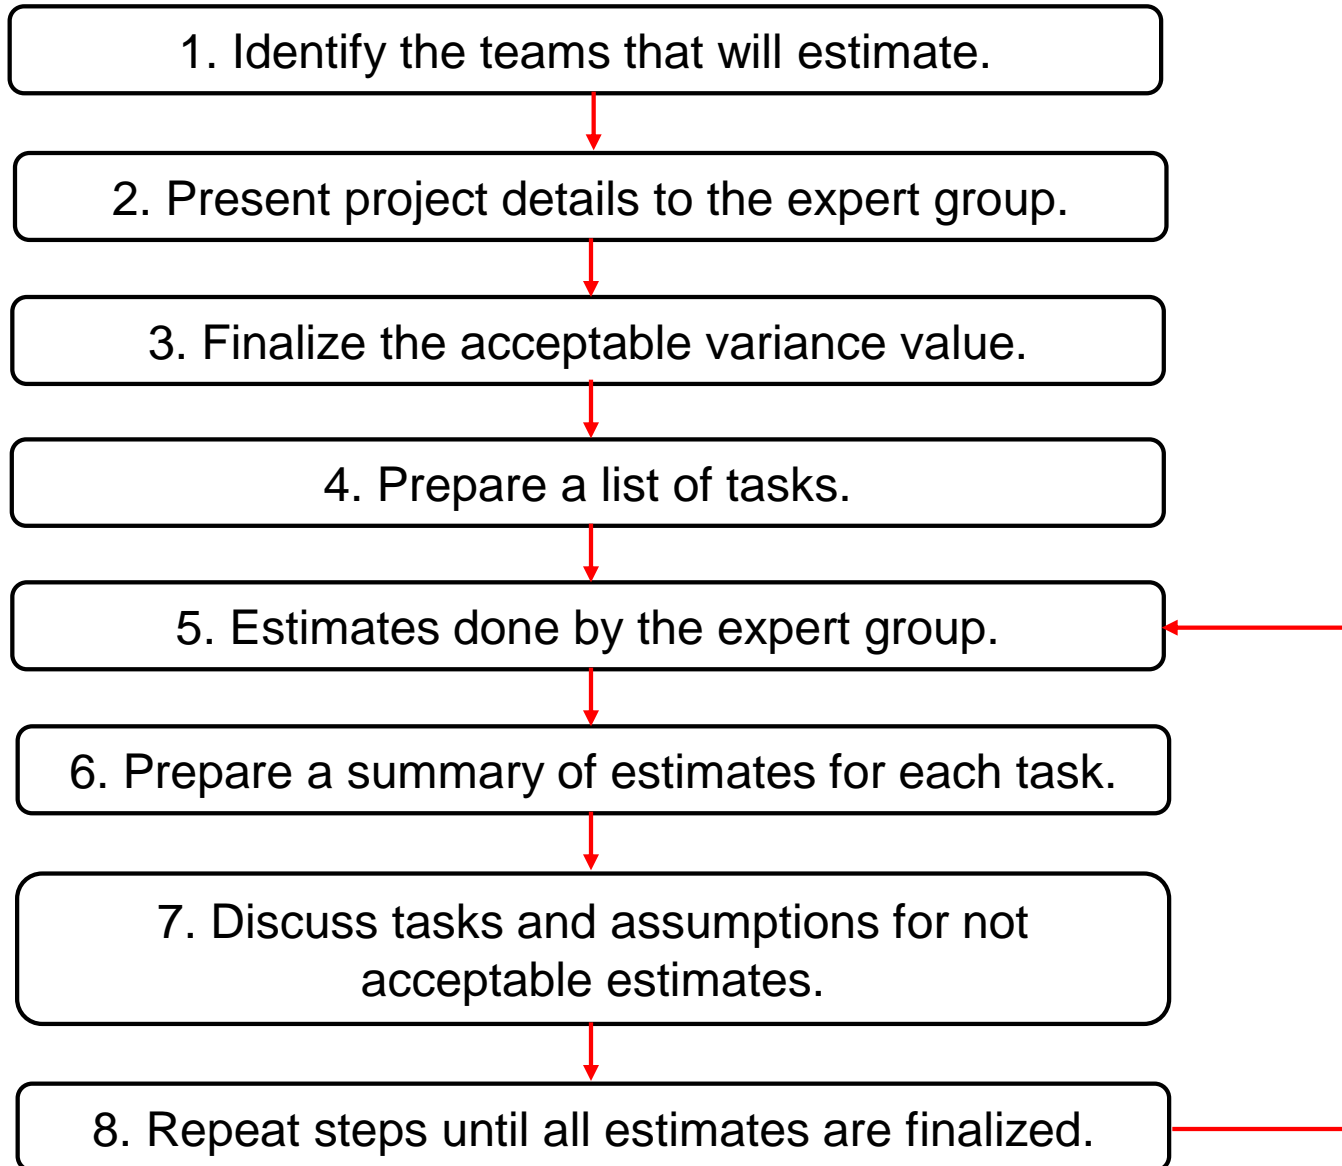 1. Identify the teams that will estimate.
2. Present project details to the expert group.
3. Finalize the acceptable variance value.
4. Prepare a list of tasks.
5. Estimates done by the expert group.
6. Prepare a summary of estimates for each task.
7. Discuss tasks and assumptions for not
acceptable estimates.
8. Repeat steps until all estimates are finalized.